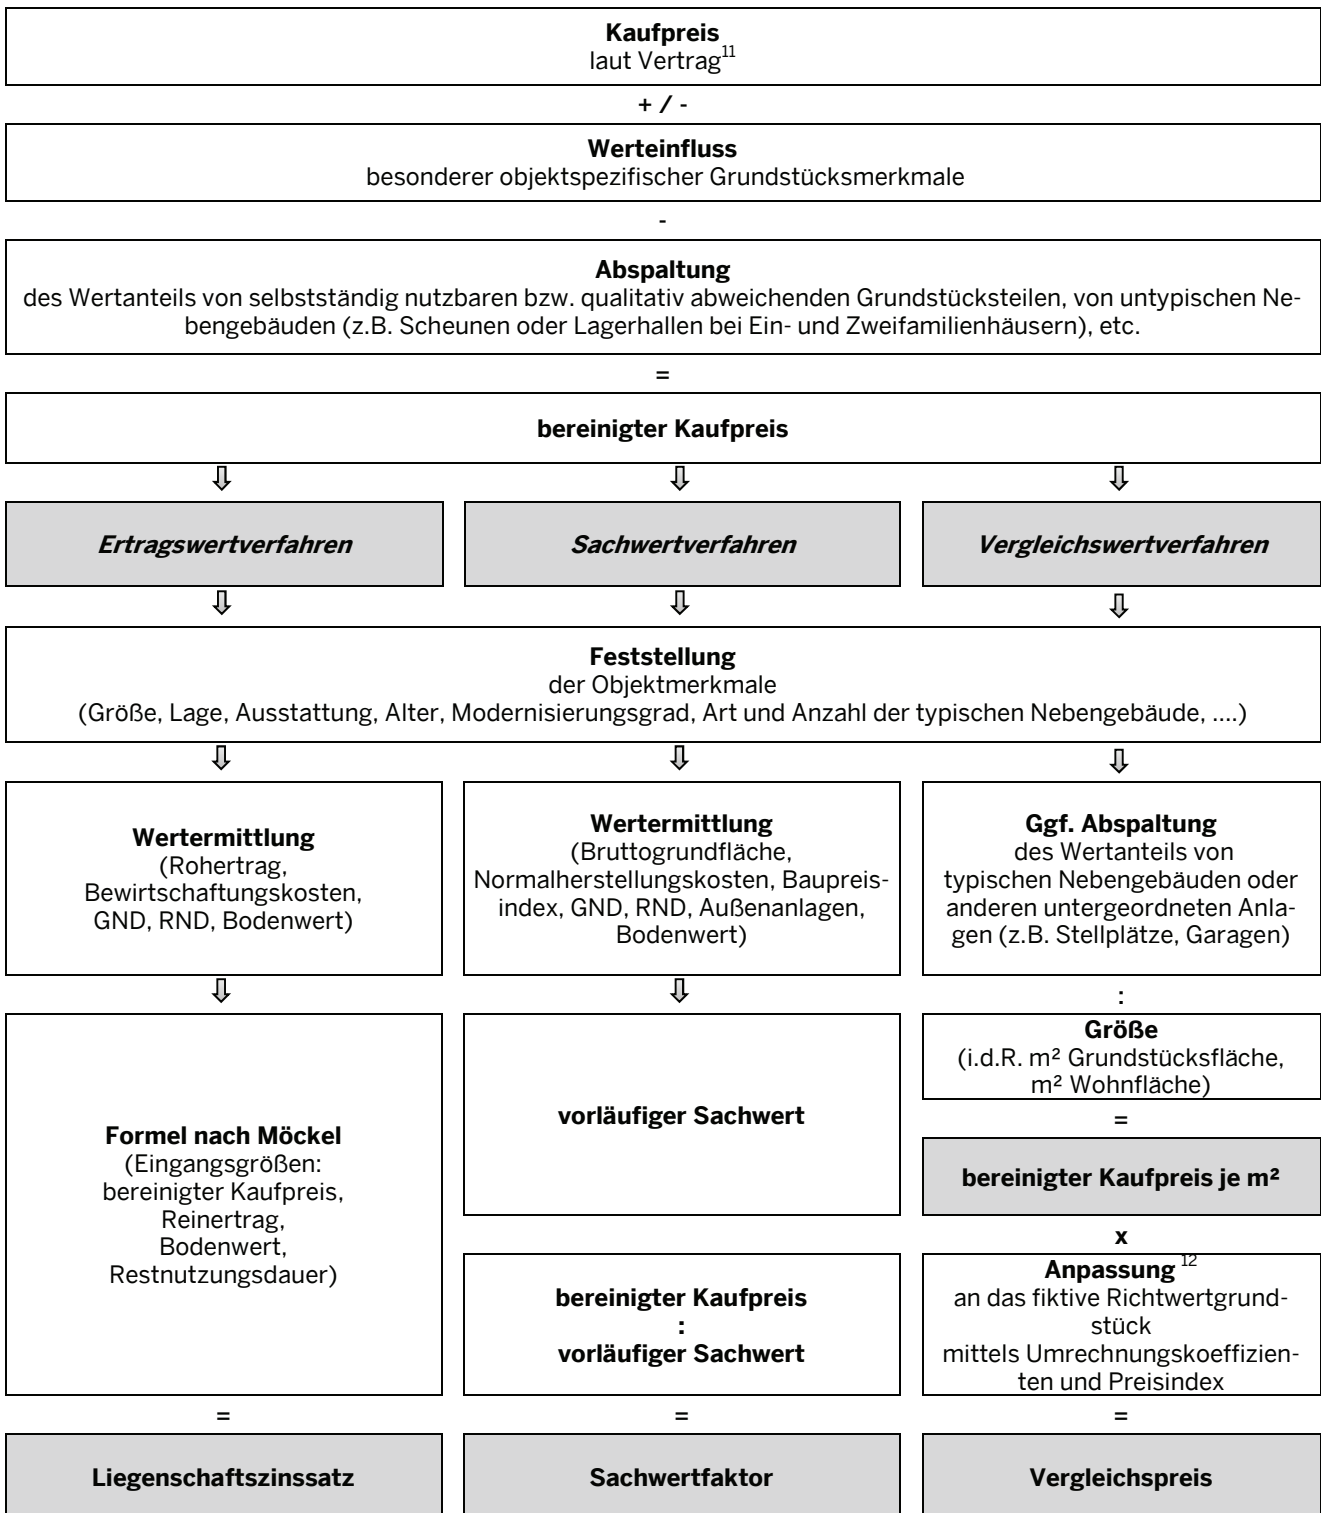 Kaufpreis
laut Vertrag11
+ / -
Werteinfluss
besonderer objektspezifischer Grundstücksmerkmale
-
Abspaltung
des Wertanteils von selbstständig nutzbaren bzw. qualitativ abweichenden Grundstücksteilen, von untypischen Ne-
bengebäuden (z.B. Scheunen oder Lagerhallen bei Ein- und Zweifamilienhäusern), etc.
=
bereinigter Kaufpreis
Ertragswertverfahren
Sachwertverfahren
Vergleichswertverfahren
Feststellung
der Objektmerkmale
(Größe, Lage, Ausstattung, Alter, Modernisierungsgrad, Art und Anzahl der typischen Nebengebäude, ....)
Wertermittlung
(Rohertrag,
Bewirtschaftungskosten,
GND, RND, Bodenwert)
Wertermittlung
(Bruttogrundfläche,
Normalherstellungskosten, Baupreis-
index, GND, RND, Außenanlagen,
Bodenwert)
Ggf. Abspaltung
des Wertanteils von
typischen Nebengebäuden oder
anderen untergeordneten Anla-
gen (z.B. Stellplätze, Garagen)
Formel nach Möckel
(Eingangsgrößen:
bereinigter Kaufpreis,
Reinertrag,
Bodenwert,
Restnutzungsdauer)
vorläufiger Sachwert
bereinigter Kaufpreis
:
vorläufiger Sachwert
:
Größe
(i.d.R. m² Grundstücksfläche,
m² Wohnfläche)
=
bereinigter Kaufpreis je m²
x
Anpassung 12
an das fiktive Richtwertgrund-
stück
mittels Umrechnungskoeffizien-
ten und Preisindex
=
=
=
Liegenschaftszinssatz
Sachwertfaktor
Vergleichspreis